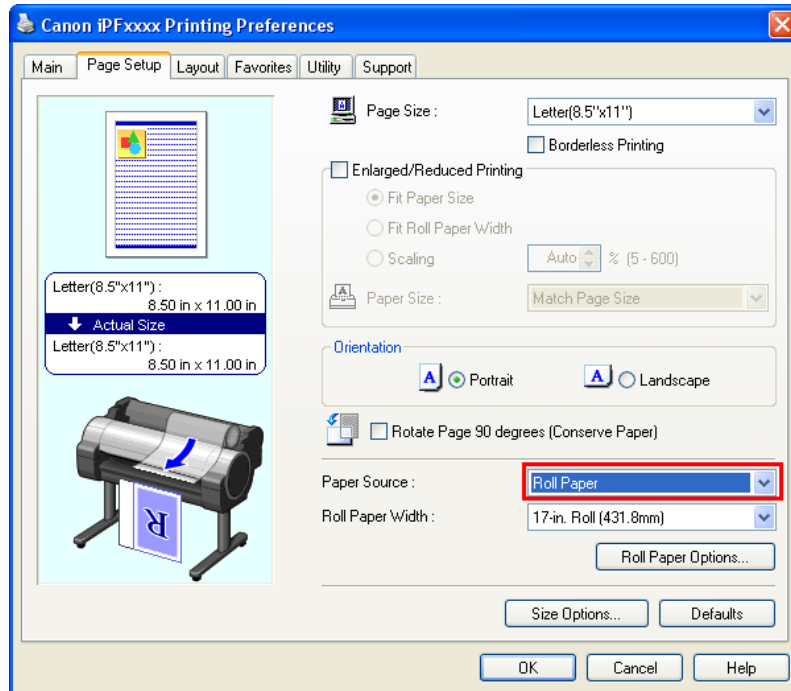 Canon iPFxxxx Printing Preferences
Main Page Setup Layout Favorites Utility Support
Page Size : Letter(8.5"x11")
Borderless Printing
Enlarged/Reduced Printing
Fit Paper Size
Fit Roll Paper Width
Scaling Auto % (5 - 600)
Paper Size : Match Page Size
Letter(8.5"x11") :
8.50 in x 11.00 in
Actual Size
Letter(8.5"x11") :
8.50 in x 11.00 in
Orientation
A Portrait A Landscape
Rotate Page 90 degrees (Conserve Paper)
Paper Source : Roll Paper
Roll Paper Width : 17-in. Roll (431.8mm)
R
Roll Paper Options...
Size Options... Defaults
OK Cancel Help